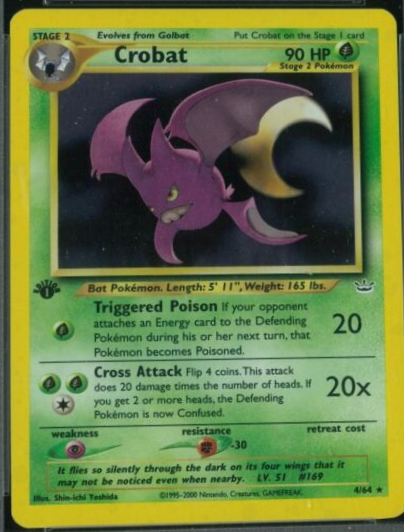 STAGE 2 Evolves from Golbat Put Crobat on the Stage 1 card
Crobat 90 HP
Stage 2 Pokémon
Bat Pokémon. Length: 5' 11", Weight: 165 lbs.
Triggered Poison If your opponent
attaches an Energy card to the Defending
Pokémon during his or her next turn, that
Pokémon becomes Poisoned.
20
Cross Attack Flip 4 coins. This attack
does 20 damage times the number of heads. If
you get 2 or more heads, the Defending
Pokémon is now Confused.
20x
weakness resistance retreat cost
-30
It flies so silently through the dark on its four wings that it
may not be noticed even when nearby. LV. 51 #169
Illus. Shin-ichi Yoshida ©1995-2000 Nintendo, Creatures, GAMEFREAK. 4/64 ★